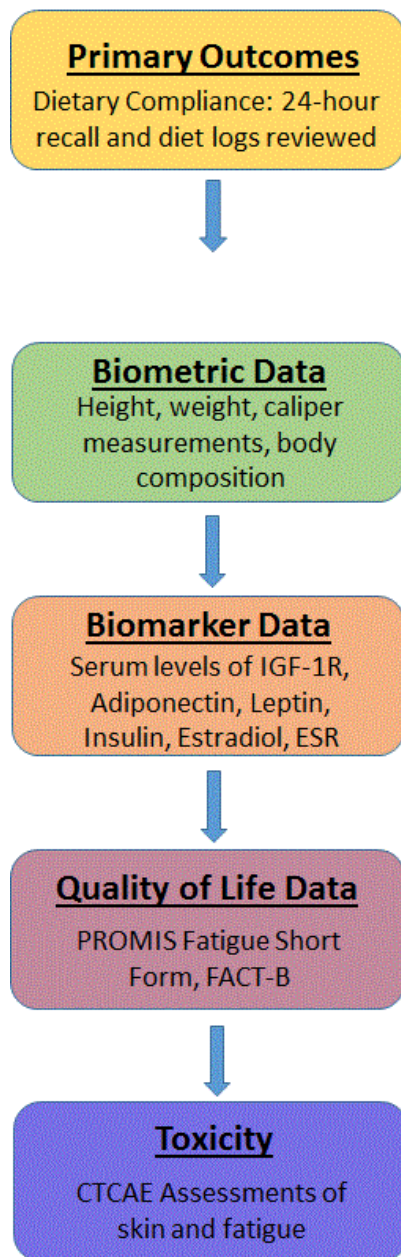 Primary Outcomes
Dietary Compliance: 24-hour
recall and diet logs reviewed
Biometric Data
Height, weight, caliper
measurements, body
composition
Biomarker Data
Serum levels of IGF-1R,
Adiponectin, Leptin,
Insulin, Estradiol, ESR
Quality of Life Data
PROMIS Fatigue Short
Form, FACT-B
Toxicity
CTCAE Assessments of
skin and fatigue